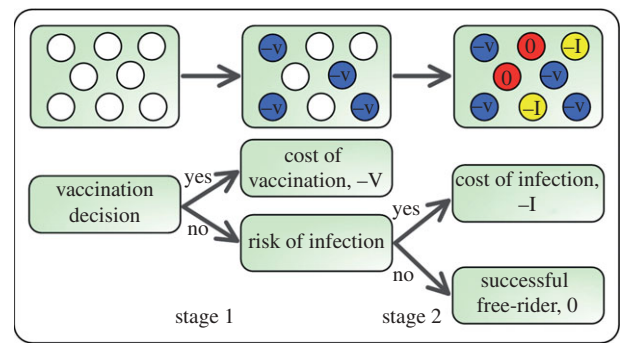 –v
–v
–v
–v
–v
0
–I
0
–v
–v
–I
–v
vaccination
decision
yes
no
cost of
vaccination, –V
risk of infection
yes
no
cost of infection,
–I
successful
free-rider, 0
stage 1
stage 2